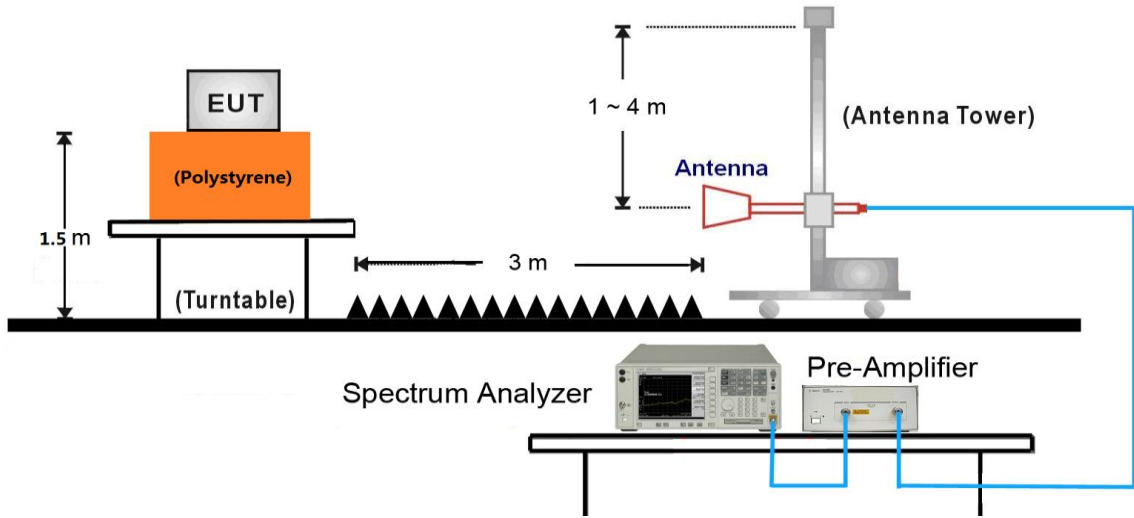 EUT
(Polystyrene)
1.5 m
(Turntable)
3 m
1 ~ 4 m
Antenna
(Antenna Tower)
Spectrum Analyzer
Pre-Amplifier